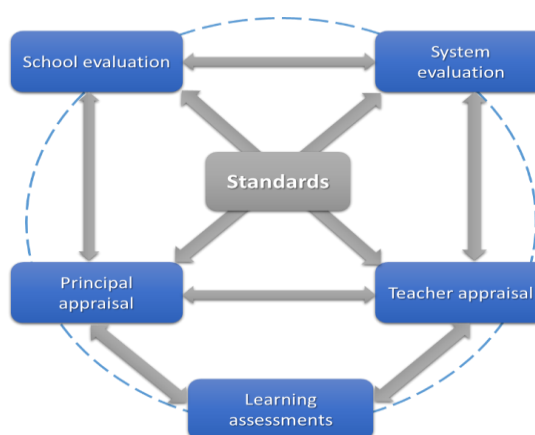 School evaluation
System
evaluation
Standards
Principal
appraisal
Teacher appraisal
Learning
assessments